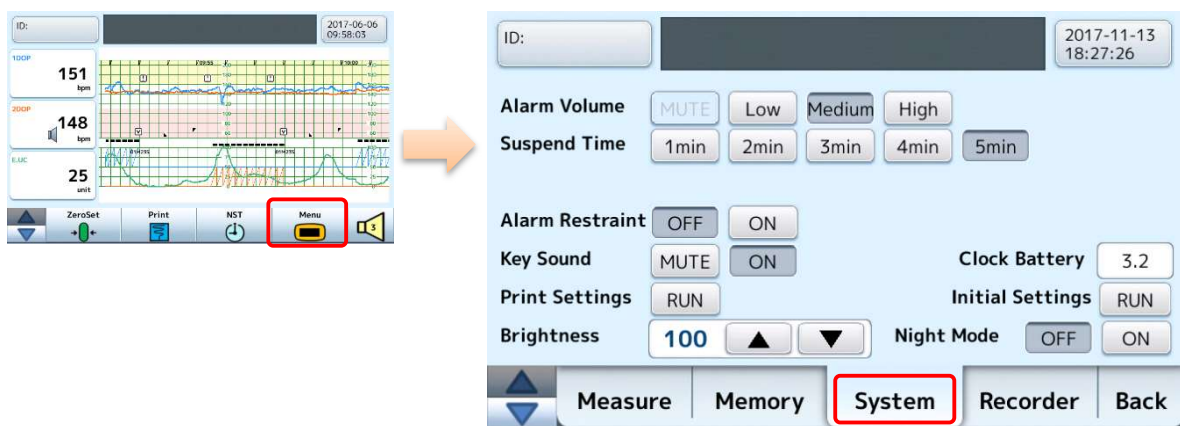 ID:
2017-06-06
09:58:03
1DOP
151
bpm
2DOP
148
bpm
E.UC
25
unit
ZeroSet Print NST Menu
3
ID:
2017-11-13
18:27:26
Alarm Volume MUTE Low Medium High
Suspend Time 1min 2min 3min 4min 5min
Alarm Restraint OFF ON
Key Sound MUTE ON Clock Battery 3.2
Print Settings RUN Initial Settings RUN
Brightness 100 Night Mode OFF ON
Measure Memory System Recorder Back